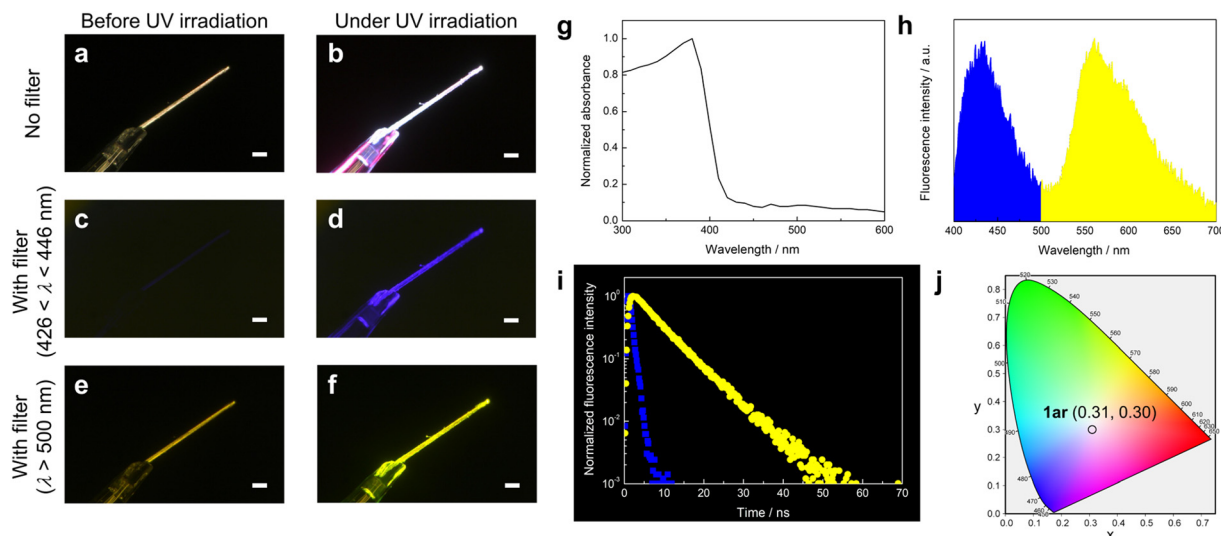 Before UV irradiation
Under UV irradiation
No filter
With filter
(426 < λ < 446 nm)
With filter
(λ > 500 nm)
a
b
c
d
e
f
g
Normalized absorbance
1.0
0.8
0.6
0.4
0.2
0.0
300 400 500 600
Wavelength / nm
h
Fluorescence intensity / a.u.
400 450 500 550 600 650 700
Wavelength / nm
i
Normalized fluorescence intensity
10⁰
10⁻¹
10⁻²
10⁻³
0 10 20 30 40 50 60 70
Time / ns
j
y
0.8
0.7
0.6
0.5
0.4
0.3
0.2
0.1
0.0
0.0 0.1 0.2 0.3 0.4 0.5 0.6 0.7
x
520
530
540
550
560
570
580
590
600
610
620
630
650
510
500
480
470
460
1ar (0.31, 0.30)